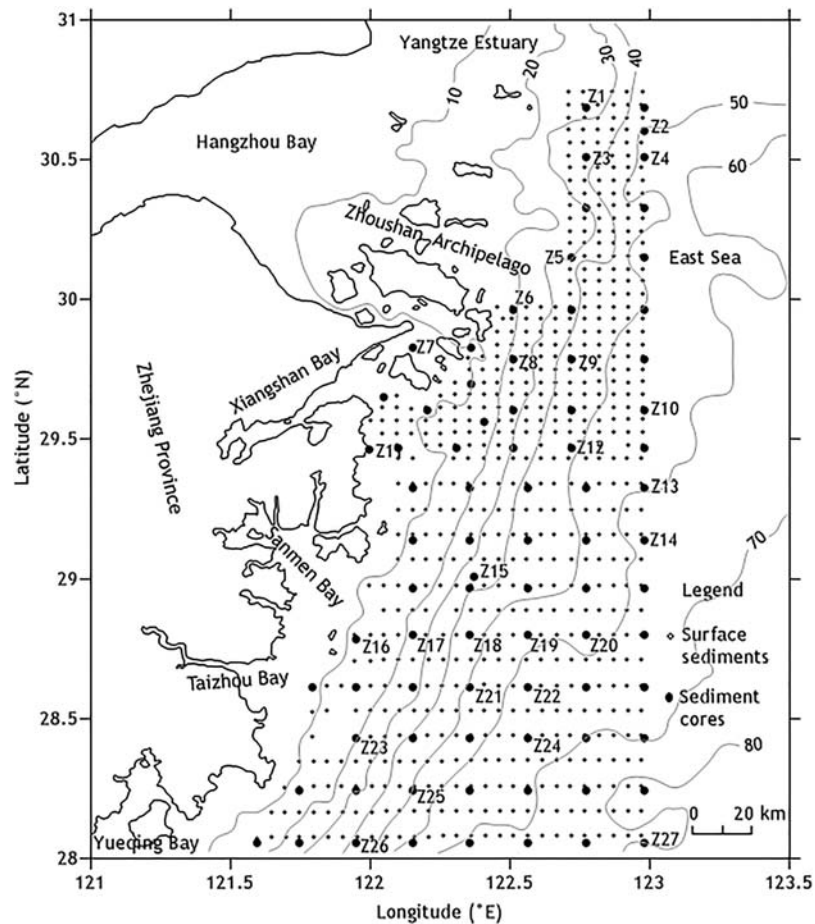 31
30.5
30
29.5
29
28.5
28
Latitude (°N)
121
121.5
122
122.5
123
123.5
Longitude (°E)
Yangtze Estuary
Hangzhou Bay
Zhoushan Archipelago
East Sea
Xiangshan Bay
Zhejiang Province
Sanmen Bay
Taizhou Bay
Yueqing Bay
10
20
30
40
50
60
70
80
Z1
Z2
Z3
Z4
Z5
Z6
Z7
Z8
Z9
Z10
Z11
Z12
Z13
Z14
Z15
Z16
Z17
Z18
Z19
Z20
Z21
Z22
Z23
Z24
Z25
Z26
Z27
Legend
Surface
sediments
Sediment
cores
0 20 km